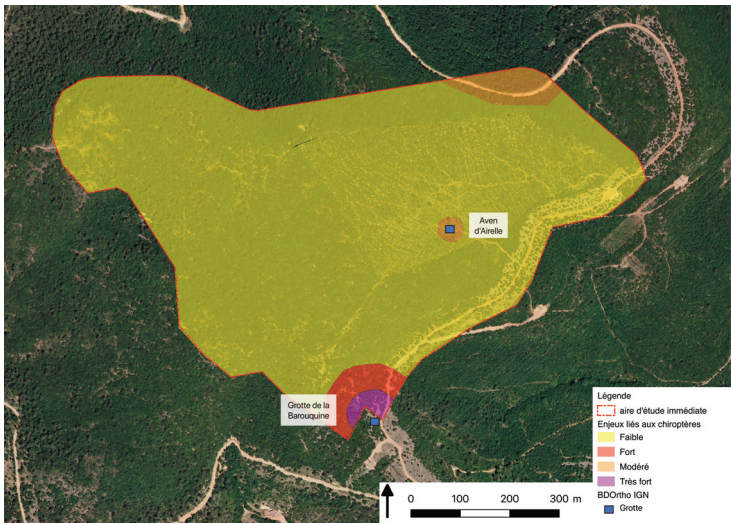 Aven
d'Airelle
Grotte de la
Barouquine
Légende
aire d'étude immédiate
Enjeux liés aux chiroptères
Faible
Fort
Modéré
Très fort
BDOrtho IGN
Grotte
0 100 200 300 m